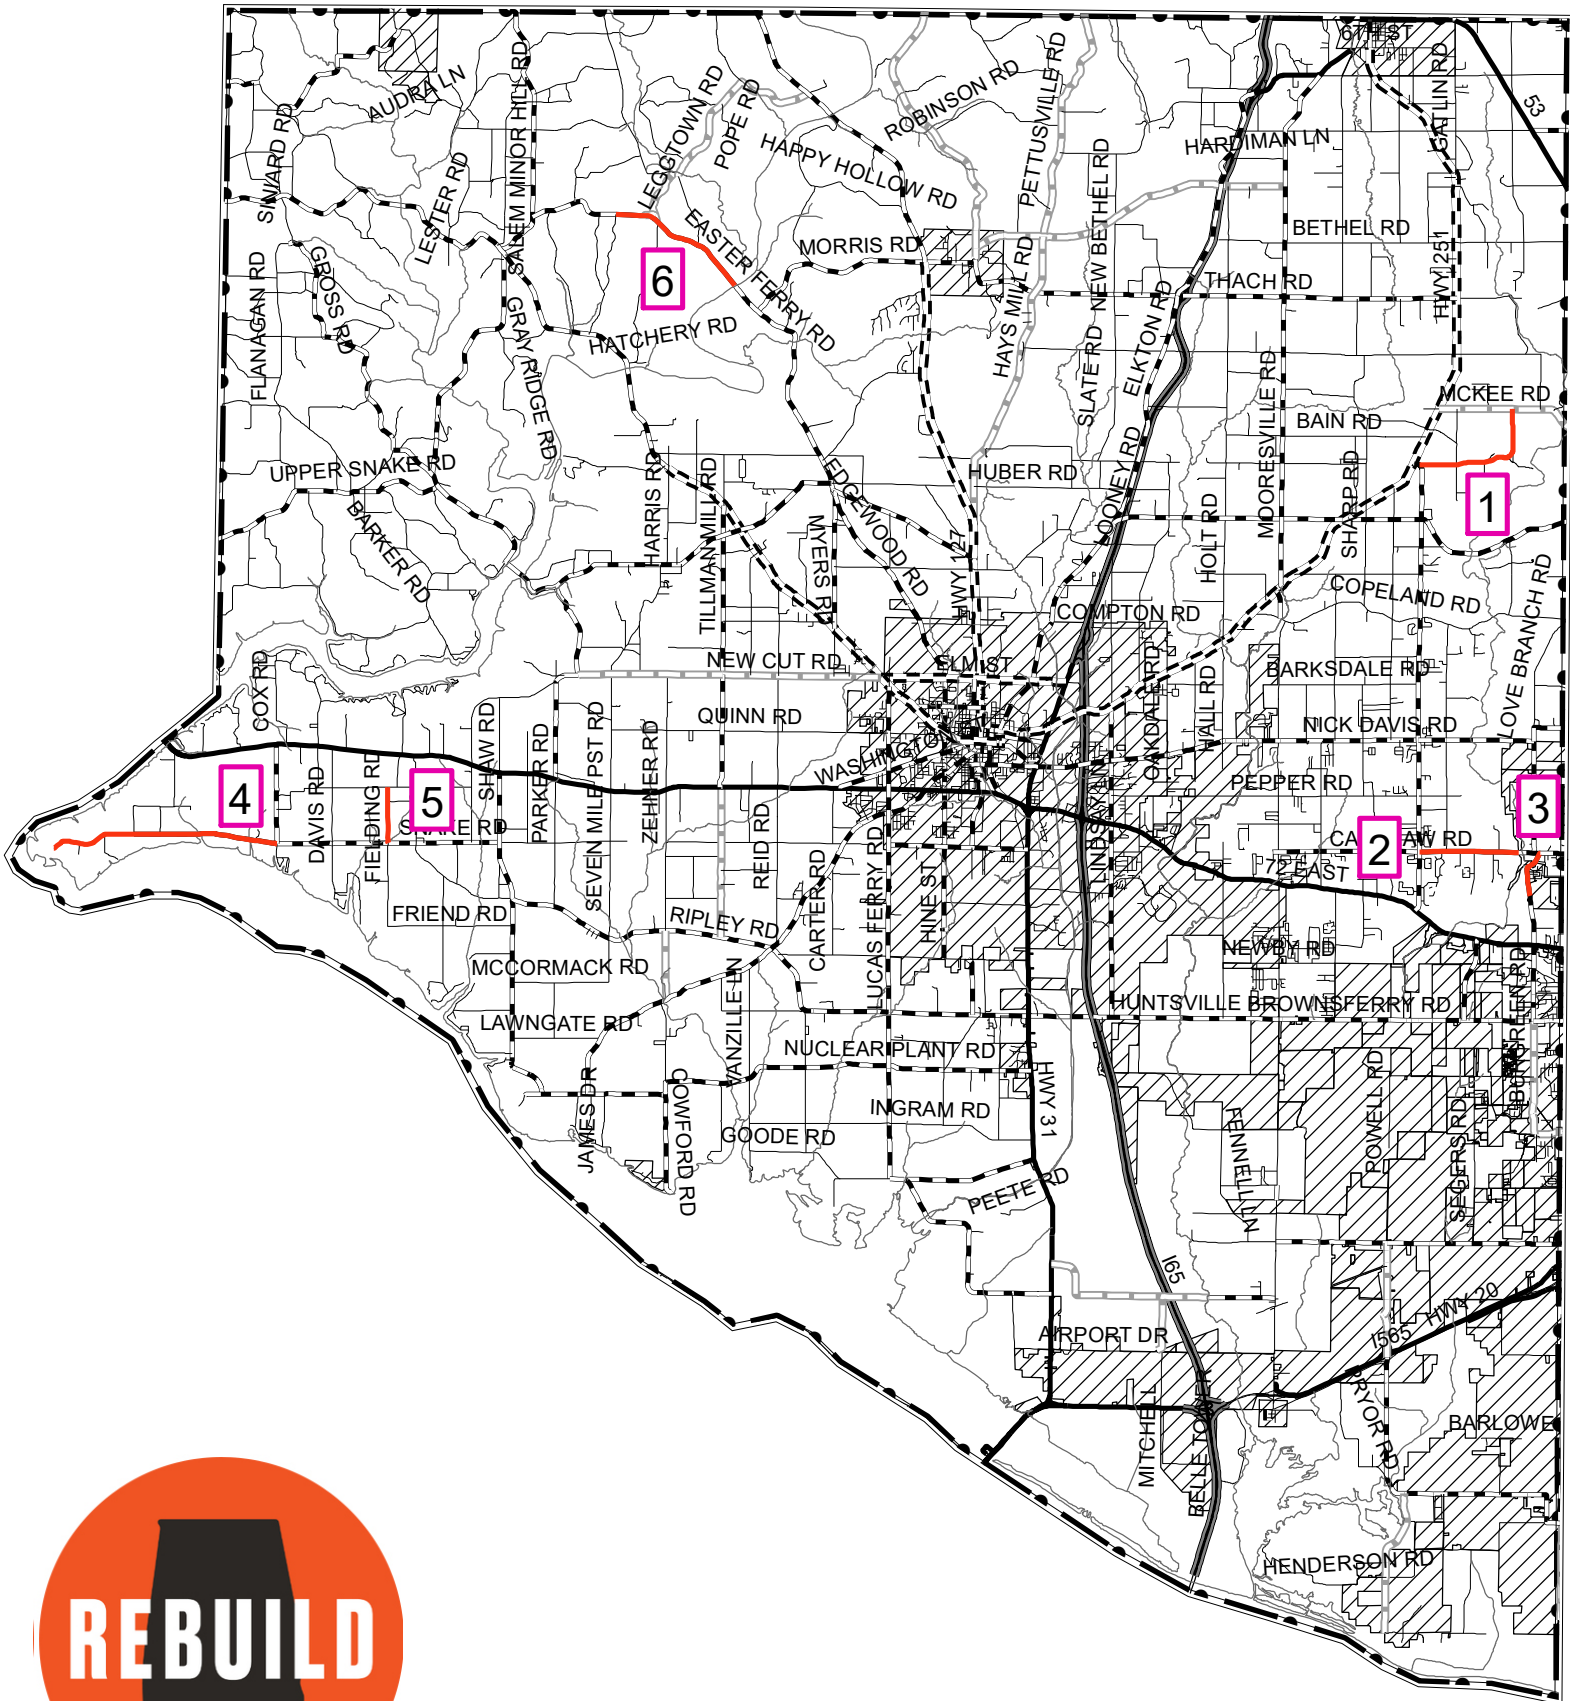 6TH ST
GATLIN RD
53
AUDRA LN
SALEM MINOR HILL RD
LEGGTOWN RD
POPE RD
ROBINSON RD
PETTUSVILLE RD
SINIARD RD
LESTER RD
HAPPY HOLLOW RD
HARDIMAN LN
NEW BETHEL RD
BETHEL RD
EASTER FERRY RD
MORRIS RD
HWY 251
GROSS RD
FLANAGAN RD
6
HAYS MILL RD
THACH RD
ELKTON RD
HATCHERY RD
GRAY RIDGE RD
SLATE RD
MOORESVILLE RD
MCKEE RD
BAIN RD
UPPER SNAKE RD
HARRIS RD
TILLMAN MILL RD
EDGEWOOD RD
HUBER RD
LOONEY RD
HOLT RD
SHARP RD
1
BARKER RD
MYERS RD
HWY 127
COMPTON RD
COPELAND RD
LOVE BRANCH RD
COX RD
NEW CUT RD
ELM ST
OAKDALE RD
HALL RD
BARKSDALE RD
QUINN RD
NICK DAVIS RD
SHAW RD
PARKER RD
SEVEN MILE PST RD
ZEHNER RD
WASHINGTON
PEPPER RD
4
DAVIS RD
FIELDING RD
5
SNAKE RD
REID RD
CARTER RD
LUCAS FERRY RD
HINE ST
LINDSAY LN
72 EAST
2
3
FRIEND RD
RIPLEY RD
NEWBY RD
MCCORMACK RD
VANZILLE LN
HUNTSVILLE BROWNSFERRY RD
BURGREEN RD
LAWNGATE RD
NUCLEAR PLANT RD
JAMES DR
COWFORD RD
INGRAM RD
GOODE RD
HWY 31
FENNELL LN
POWELL RD
SEGERS RD
PEETE RD
I65
HWY 20
I565
AIRPORT DR
MITCHELL
BELLE TOWER
PRYOR RD
BARLOWE
HENDERSON RD
REBUILD